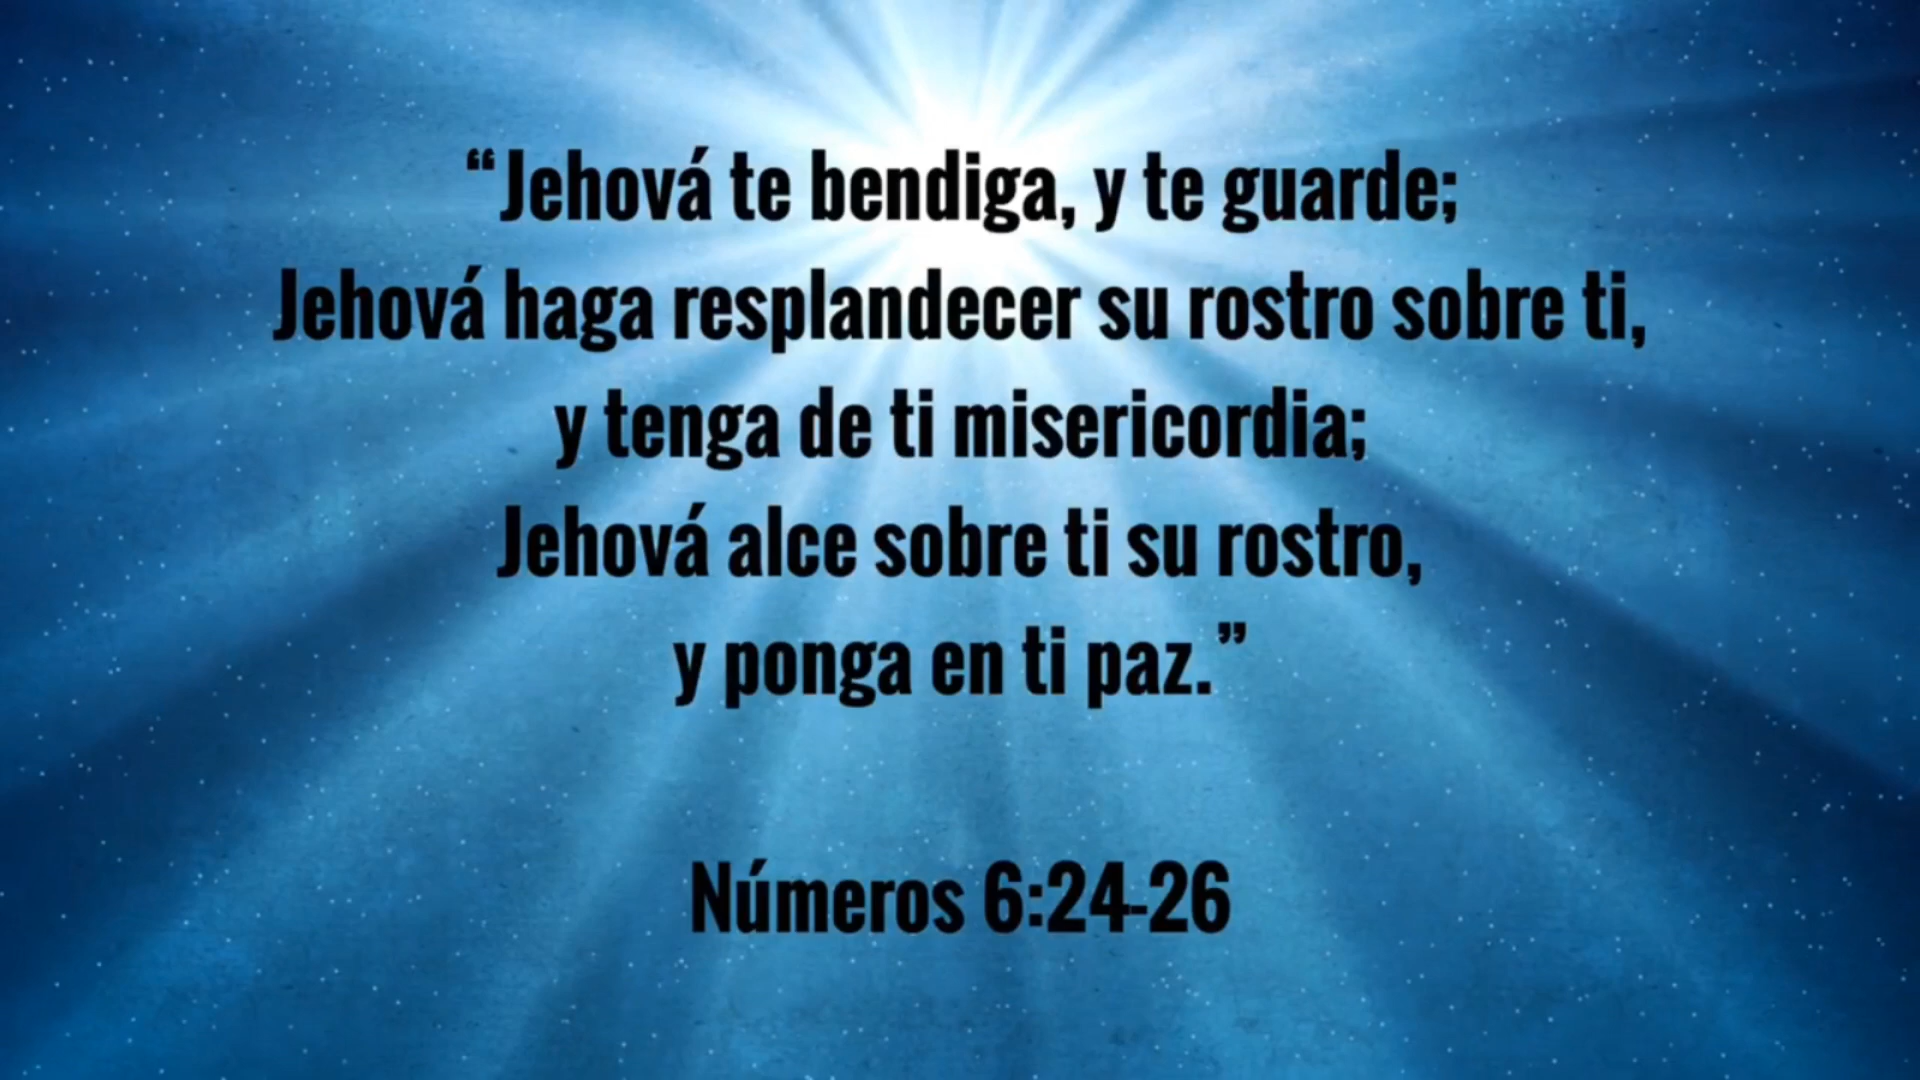 “Jehová te bendiga, y te guarde;
Jehová haga resplandecer su rostro sobre ti,
y tenga de ti misericordia;
Jehová alce sobre ti su rostro,
y ponga en ti paz.”
Números 6:24-26